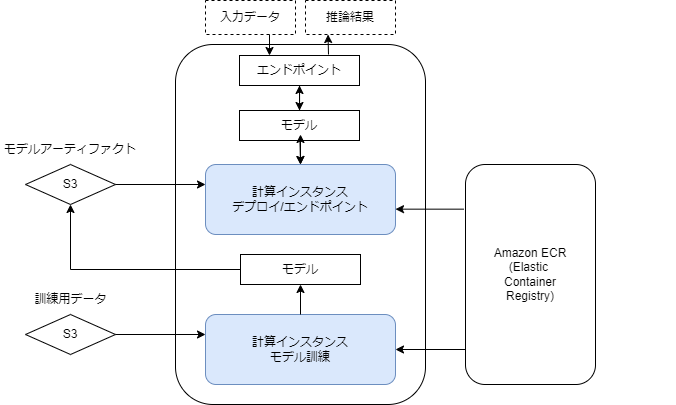 入力データ
推論結果
エンドポイント
モデル
モデルアーティファクト
S3
計算インスタンス
デプロイ/エンドポイント
Amazon ECR
(Elastic
Container
Registry)
モデル
訓練用データ
S3
計算インスタンス
モデル訓練